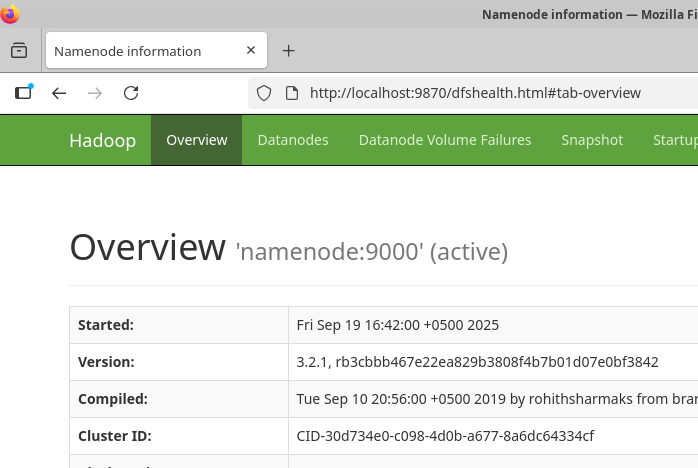 Namenode information — Mozilla Fi
Namenode information
http://localhost:9870/dfshealth.html#tab-overview
Hadoop Overview Datanodes Datanode Volume Failures Snapshot Startup
Overview 'namenode:9000' (active)
Started: Fri Sep 19 16:42:00 +0500 2025
Version: 3.2.1, rb3cbbb467e22ea829b3808f4b7b01d07e0bf3842
Compiled: Tue Sep 10 20:56:00 +0500 2019 by rohithsharmaks from bran
Cluster ID: CID-30d734e0-c098-4d0b-a677-8a6dc64334cf